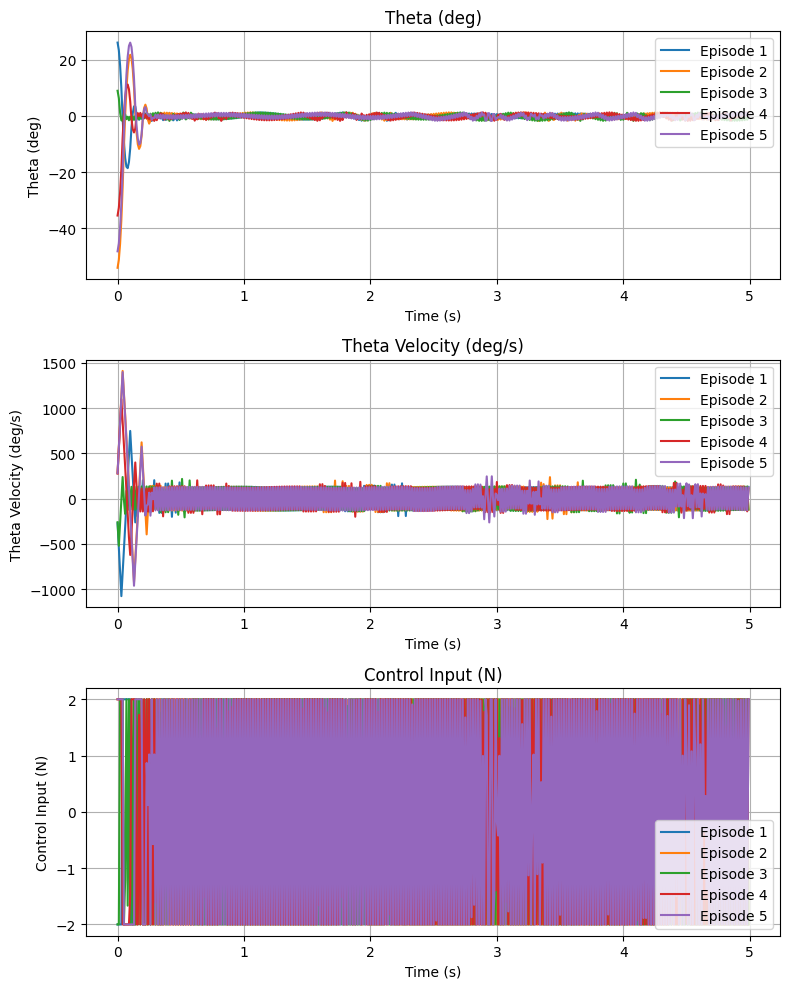 Theta (deg)
Theta (deg)
20
0
−20
−40
0
1
2
3
4
5
Time (s)
Episode 1
Episode 2
Episode 3
Episode 4
Episode 5
Theta Velocity (deg/s)
Theta Velocity (deg/s)
1500
1000
500
0
−500
−1000
0
1
2
3
4
5
Time (s)
Episode 1
Episode 2
Episode 3
Episode 4
Episode 5
Control Input (N)
Control Input (N)
2
1
0
−1
−2
0
1
2
3
4
5
Time (s)
Episode 1
Episode 2
Episode 3
Episode 4
Episode 5